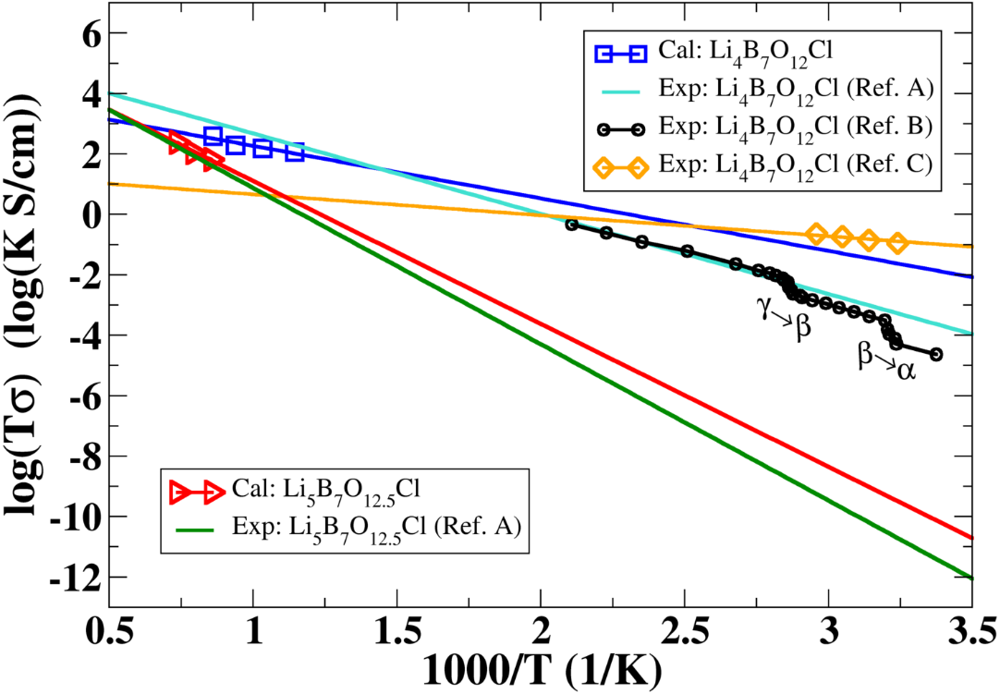 6
4
2
0
-2
-4
-6
-8
-10
-12
log(Tσ) (log(K S/cm)
Cal: Li₄B₇O₁₂Cl
Exp: Li₄B₇O₁₂Cl (Ref. A)
Exp: Li₄B₇O₁₂Cl (Ref. B)
Exp: Li₄B₇O₁₂Cl (Ref. C)
γ→β
β→α
Cal: Li₅B₇O₁₂.₅Cl
Exp: Li₅B₇O₁₂.₅Cl (Ref. A)
0.5 1 1.5 2 2.5 3 3.5
1000/T (1/K)